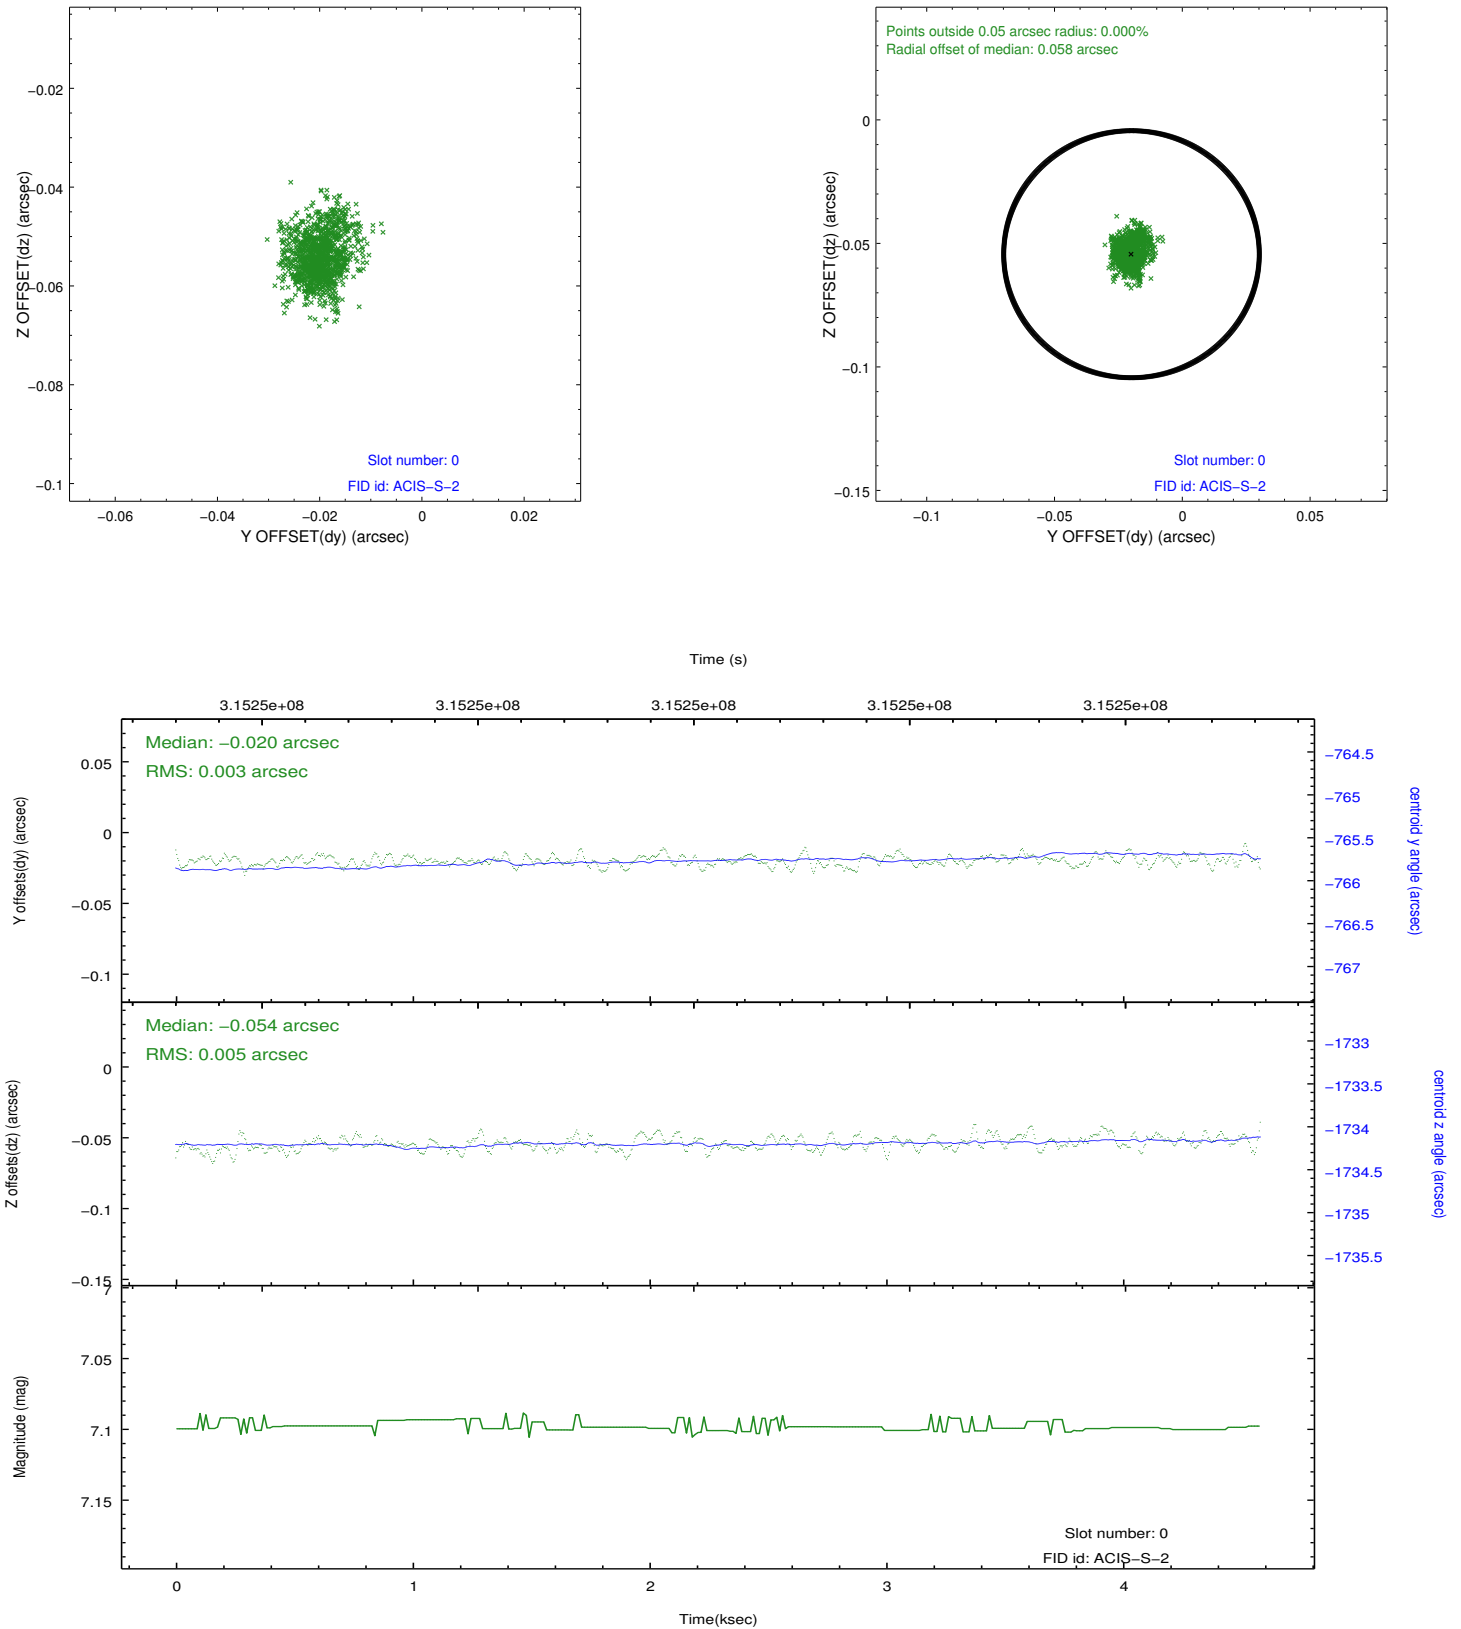 −0.02
−0.04
−0.06
−0.08
−0.1
Z OFFSET(dz) (arcsec)
Slot number: 0
FID id: ACIS−S−2
−0.06
−0.04
−0.02
0
0.02
Y OFFSET(dy) (arcsec)
Points outside 0.05 arcsec radius: 0.000%
Radial offset of median: 0.058 arcsec
0
−0.05
−0.1
−0.15
Z OFFSET(dz) (arcsec)
Slot number: 0
FID id: ACIS−S−2
−0.1
−0.05
0
0.05
Y OFFSET(dy) (arcsec)
Time (s)
3.1525e+08
3.1525e+08
3.1525e+08
3.1525e+08
3.1525e+08
Median: −0.020 arcsec
RMS: 0.003 arcsec
0.05
0
−0.05
−0.1
Y offsets(dy) (arcsec)
−764.5
−765
−765.5
−766
−766.5
−767
centroid y angle (arcsec)
Median: −0.054 arcsec
RMS: 0.005 arcsec
0
−0.05
−0.1
−0.15
Z offsets(dz) (arcsec)
−1733
−1733.5
−1734
−1734.5
−1735
−1735.5
centroid z angle (arcsec)
7
7.05
7.1
7.15
Magnitude (mag)
Slot number: 0
FID id: ACIS−S−2
0
1
2
3
4
Time(ksec)